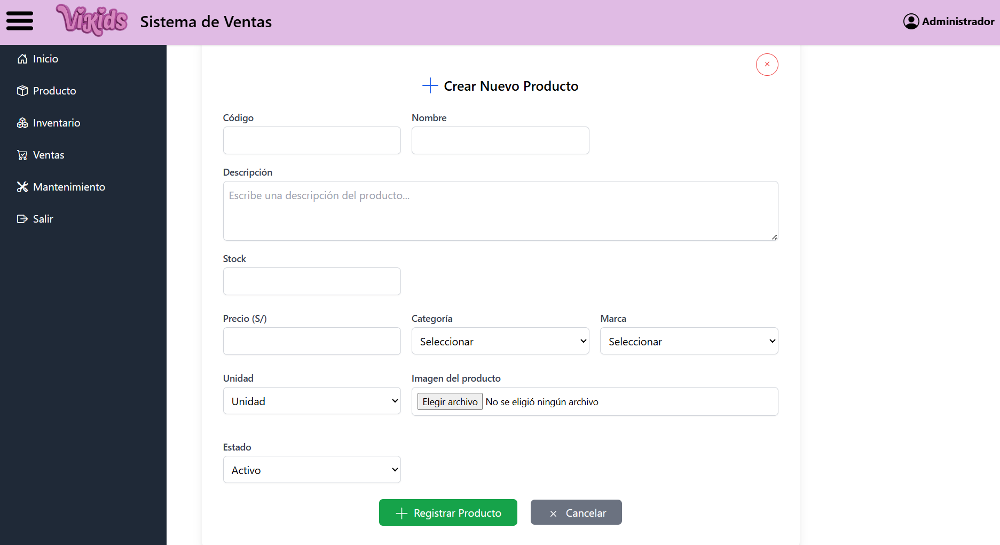 Vikids
Sistema de Ventas
Administrador
Inicio
Producto
Inventario
Ventas
Mantenimiento
Salir
Crear Nuevo Producto
Código
Nombre
Descripción
Escribe una descripción del producto...
Stock
Precio (S/)
Categoría
Marca
Seleccionar
Seleccionar
Unidad
Imagen del producto
Unidad
Elegir archivo No se eligió ningún archivo
Estado
Activo
Registrar Producto
Cancelar